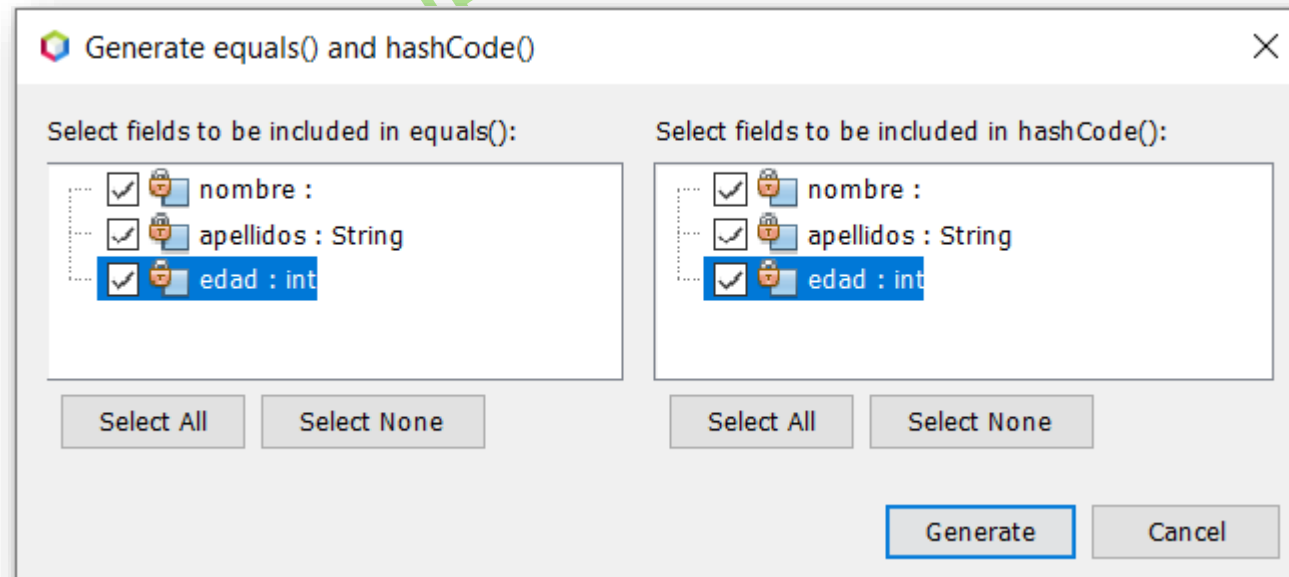 Generate equals() and hashCode()
Select fields to be included in equals():
nombre :
apellidos : String
edad : int
Select All Select None
Select fields to be included in hashCode():
nombre :
apellidos : String
edad : int
Select All Select None
Generate Cancel